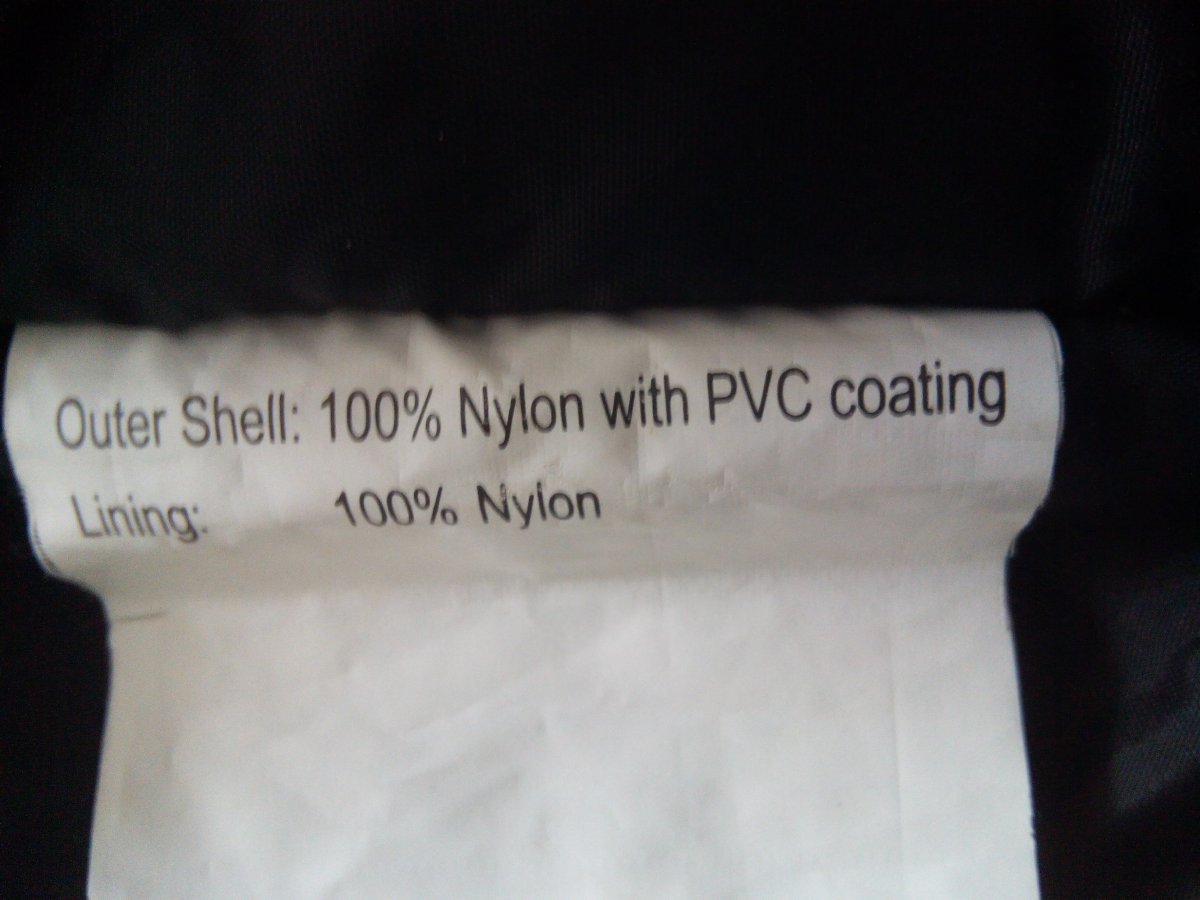 Outer Shell: 100% Nylon with PVC coating
Lining: 100% Nylon